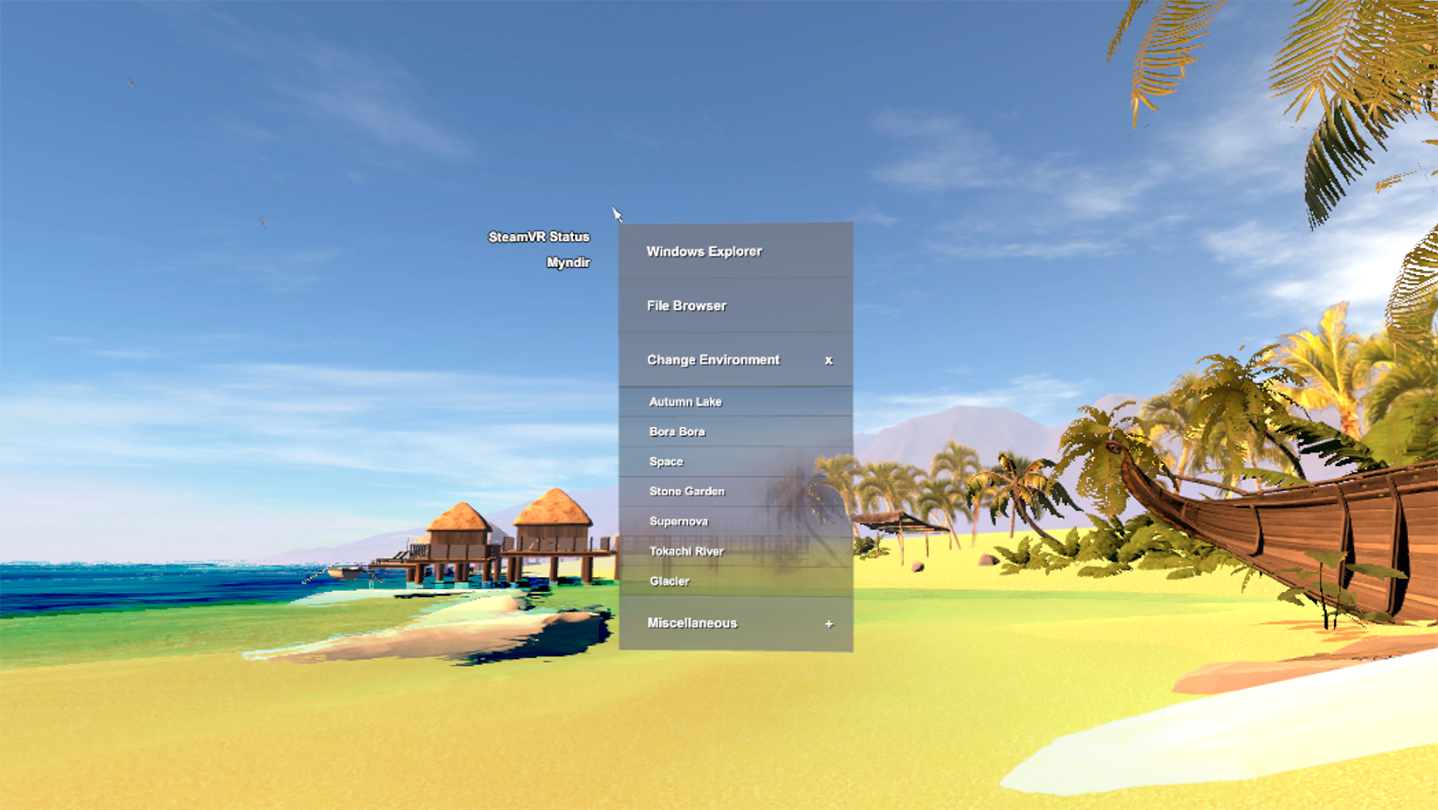 SteamVR Status
Myndir
Windows Explorer
File Browser
Change Environment x
Autumn Lake
Bora Bora
Space
Stone Garden
Supernova
Tokachi River
Glacier
Miscellaneous +